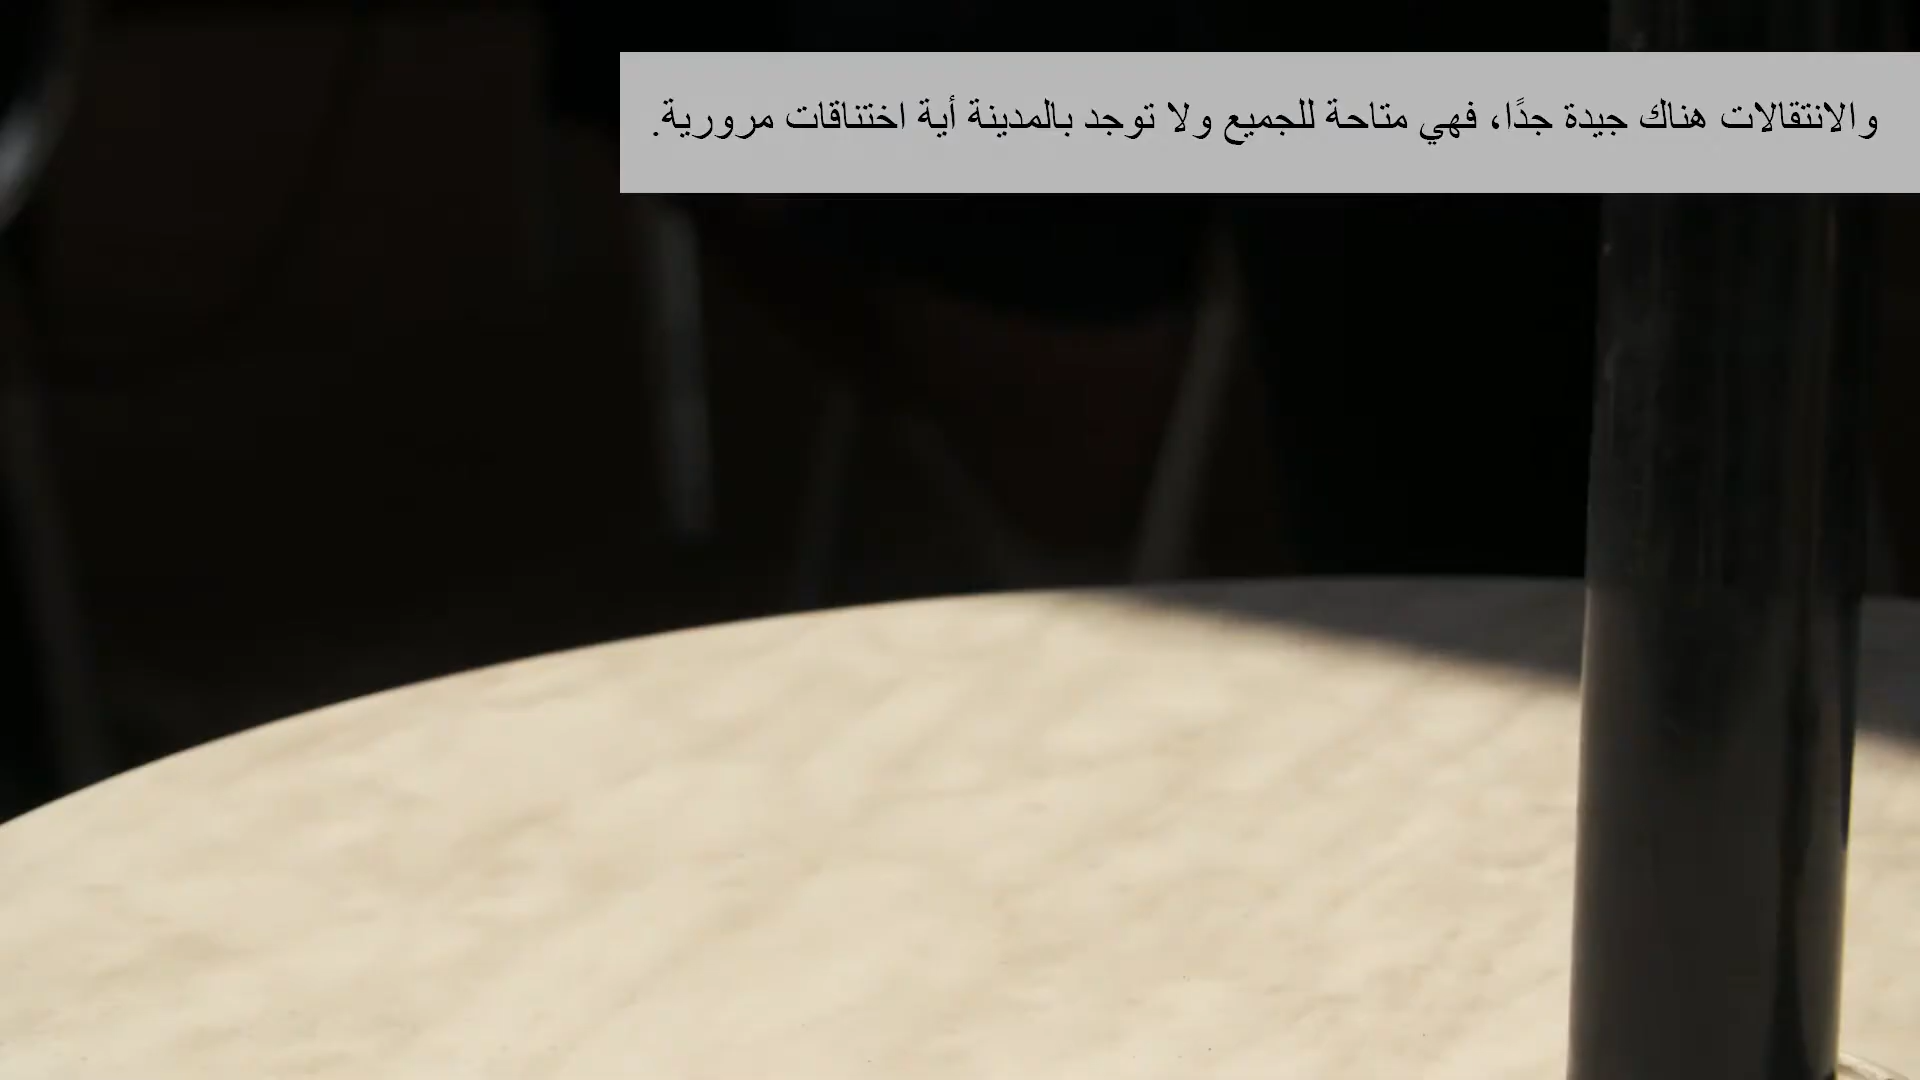 والانتقالات هناك جيدة جدًا، فهي متاحة للجميع ولا توجد بالمدينة أية اختناقات مرورية.